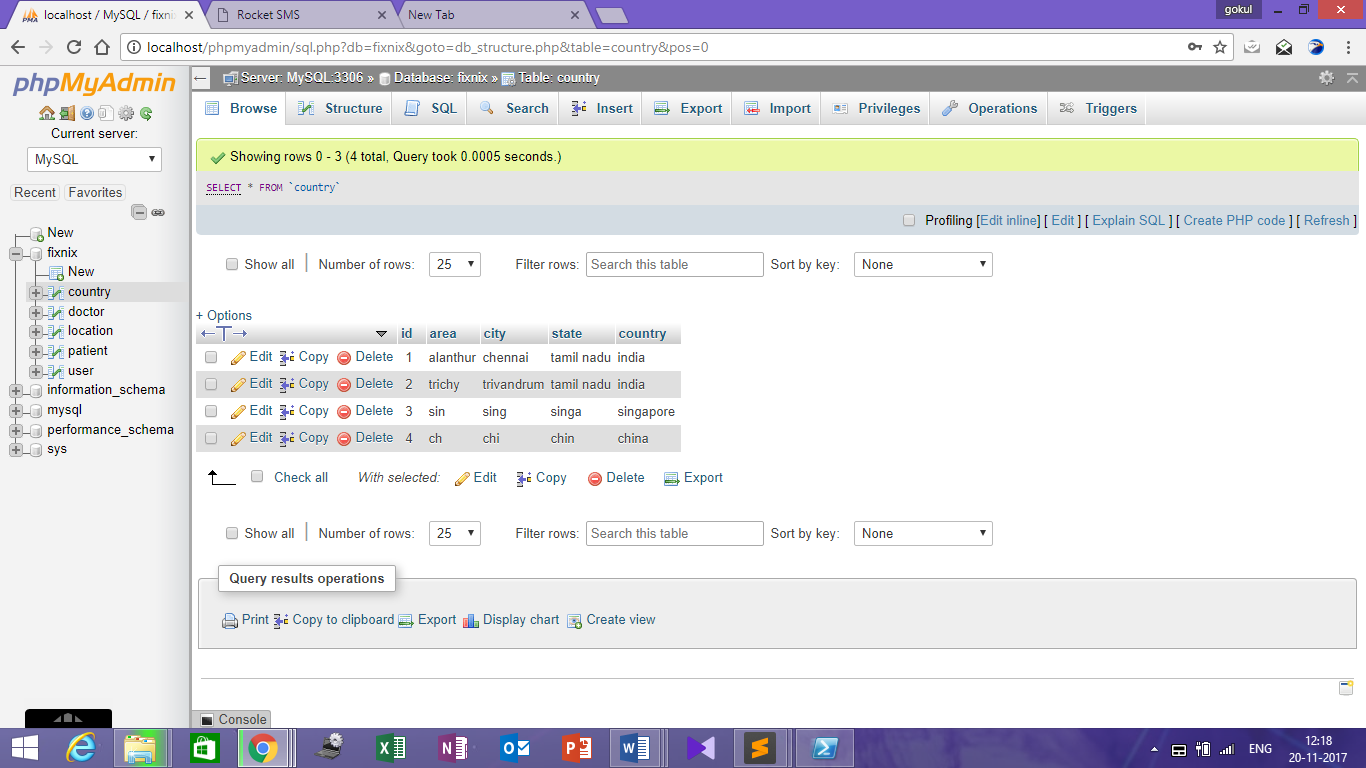 gokul
localhost / MySQL / fixni
Rocket SMS
New Tab
localhost/phpmyadmin/sql.php?db=fixnix&goto=db_structure.php&table=country&pos=0
phpMyAdmin
Current server:
MySQL
Recent Favorites
New
fixnix
New
country
doctor
location
patient
user
information_schema
mysql
performance_schema
sys
Server: MySQL:3306 » Database: fixnix » Table: country
Browse Structure SQL Search Insert Export Import Privileges Operations Triggers
Showing rows 0 - 3 (4 total, Query took 0.0005 seconds.)
SELECT * FROM `country`
Profiling [Edit inline] [ Edit ] [ Explain SQL ] [ Create PHP code ] [ Refresh ]
Show all Number of rows: 25 Filter rows: Search this table Sort by key: None
+ Options
id area city state country
Edit Copy Delete 1 alanthur chennai tamil nadu india
Edit Copy Delete 2 trichy trivandrum tamil nadu india
Edit Copy Delete 3 sin sing singa singapore
Edit Copy Delete 4 ch chi chin china
Check all With selected: Edit Copy Delete Export
Show all Number of rows: 25 Filter rows: Search this table Sort by key: None
Query results operations
Print Copy to clipboard Export Display chart Create view
Console
ENG
12:18
20-11-2017